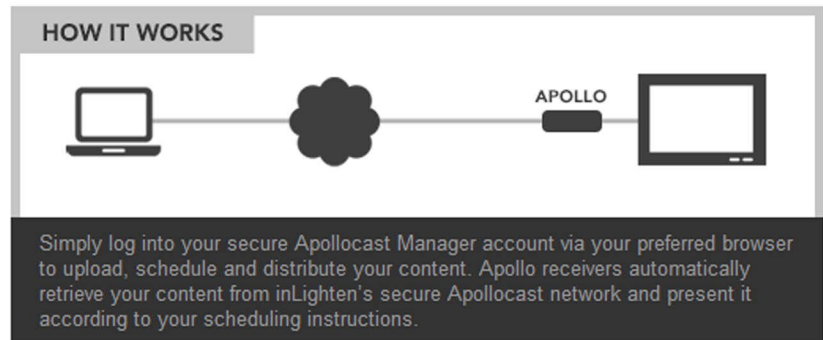 HOW IT WORKS
APOLLO
Simply log into your secure Apollocast Manager account via your preferred browser
to upload, schedule and distribute your content. Apollo receivers automatically
retrieve your content from inLighten's secure Apollocast network and present it
according to your scheduling instructions.